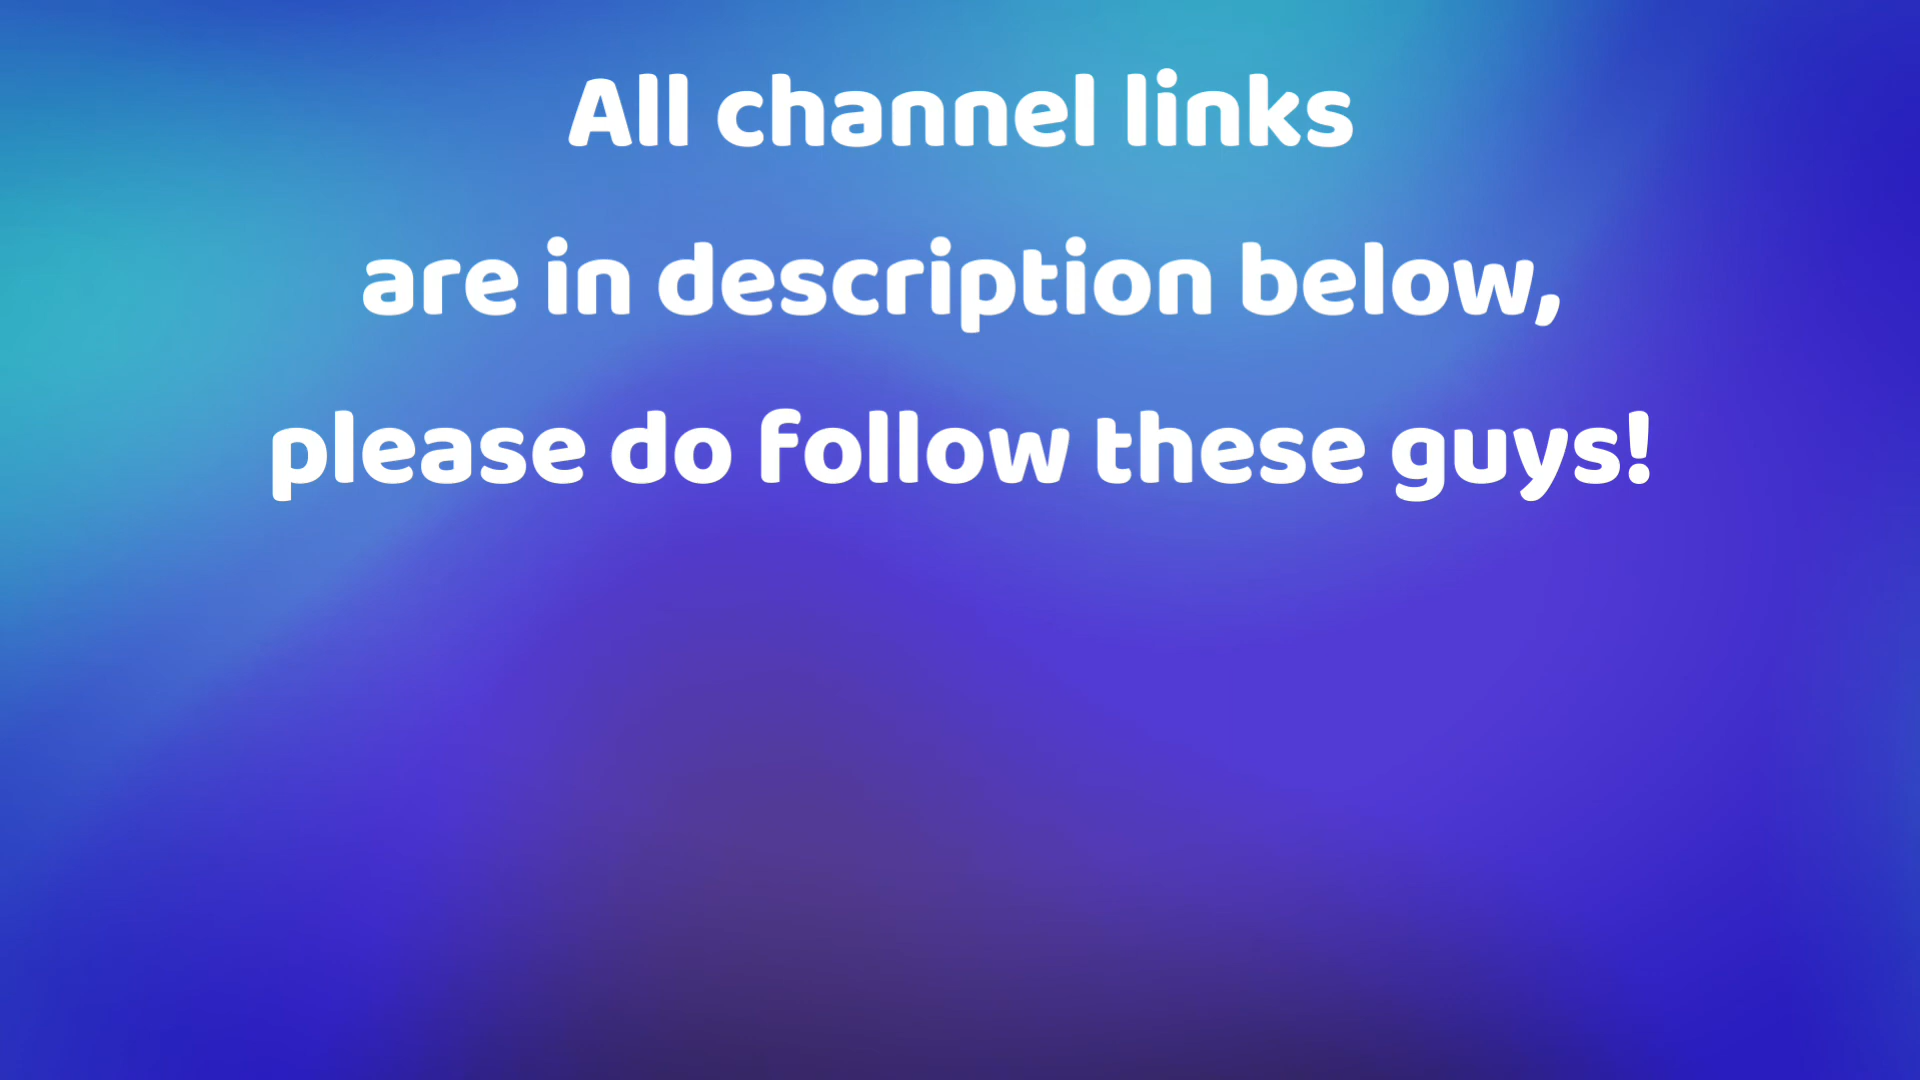 All channel links
are in description below,
please do follow these guys!